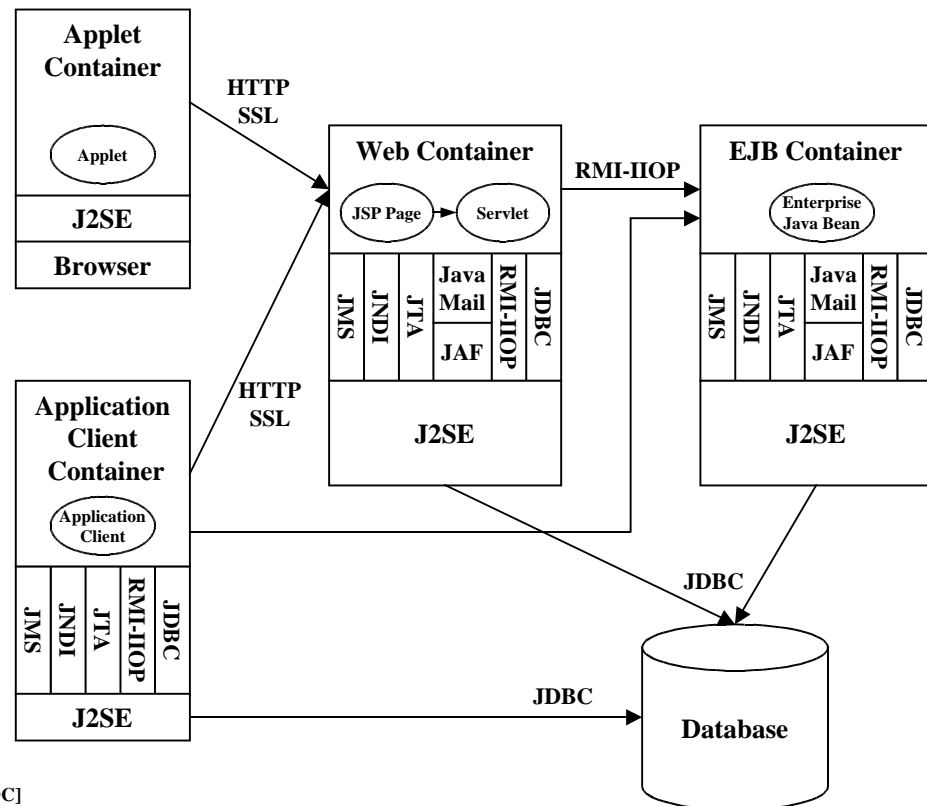 Applet
Container
Applet
J2SE
Browser
HTTP
SSL
Web Container
JSP Page
Servlet
JMS
JNDI
JTA
Java
Mail
JAF
RMI-IIOP
JDBC
J2SE
RMI-IIOP
EJB Container
Enterprise
Java Bean
JMS
JNDI
JTA
Java
Mail
JAF
RMI-IIOP
JDBC
J2SE
HTTP
SSL
Application
Client
Container
Application
Client
JMS
JNDI
JTA
RMI-IIOP
JDBC
J2SE
JDBC
JDBC
Database
C]